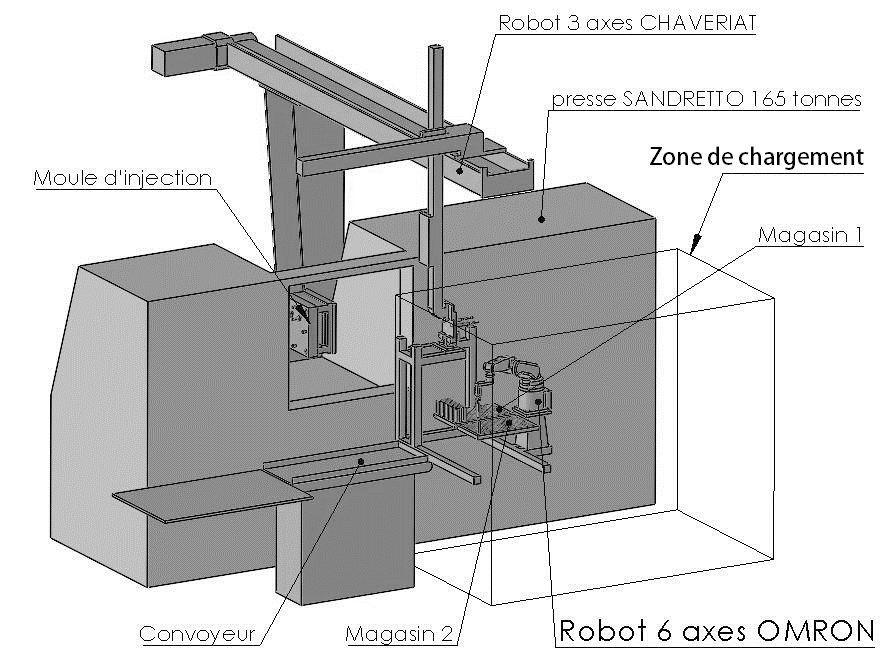 Robot 3 axes CHAVERIAT
presse SANDRETTO 165 tonnes
Zone de chargement
Moule d'injection
Magasin 1
Convoyeur
Magasin 2
Robot 6 axes OMRON